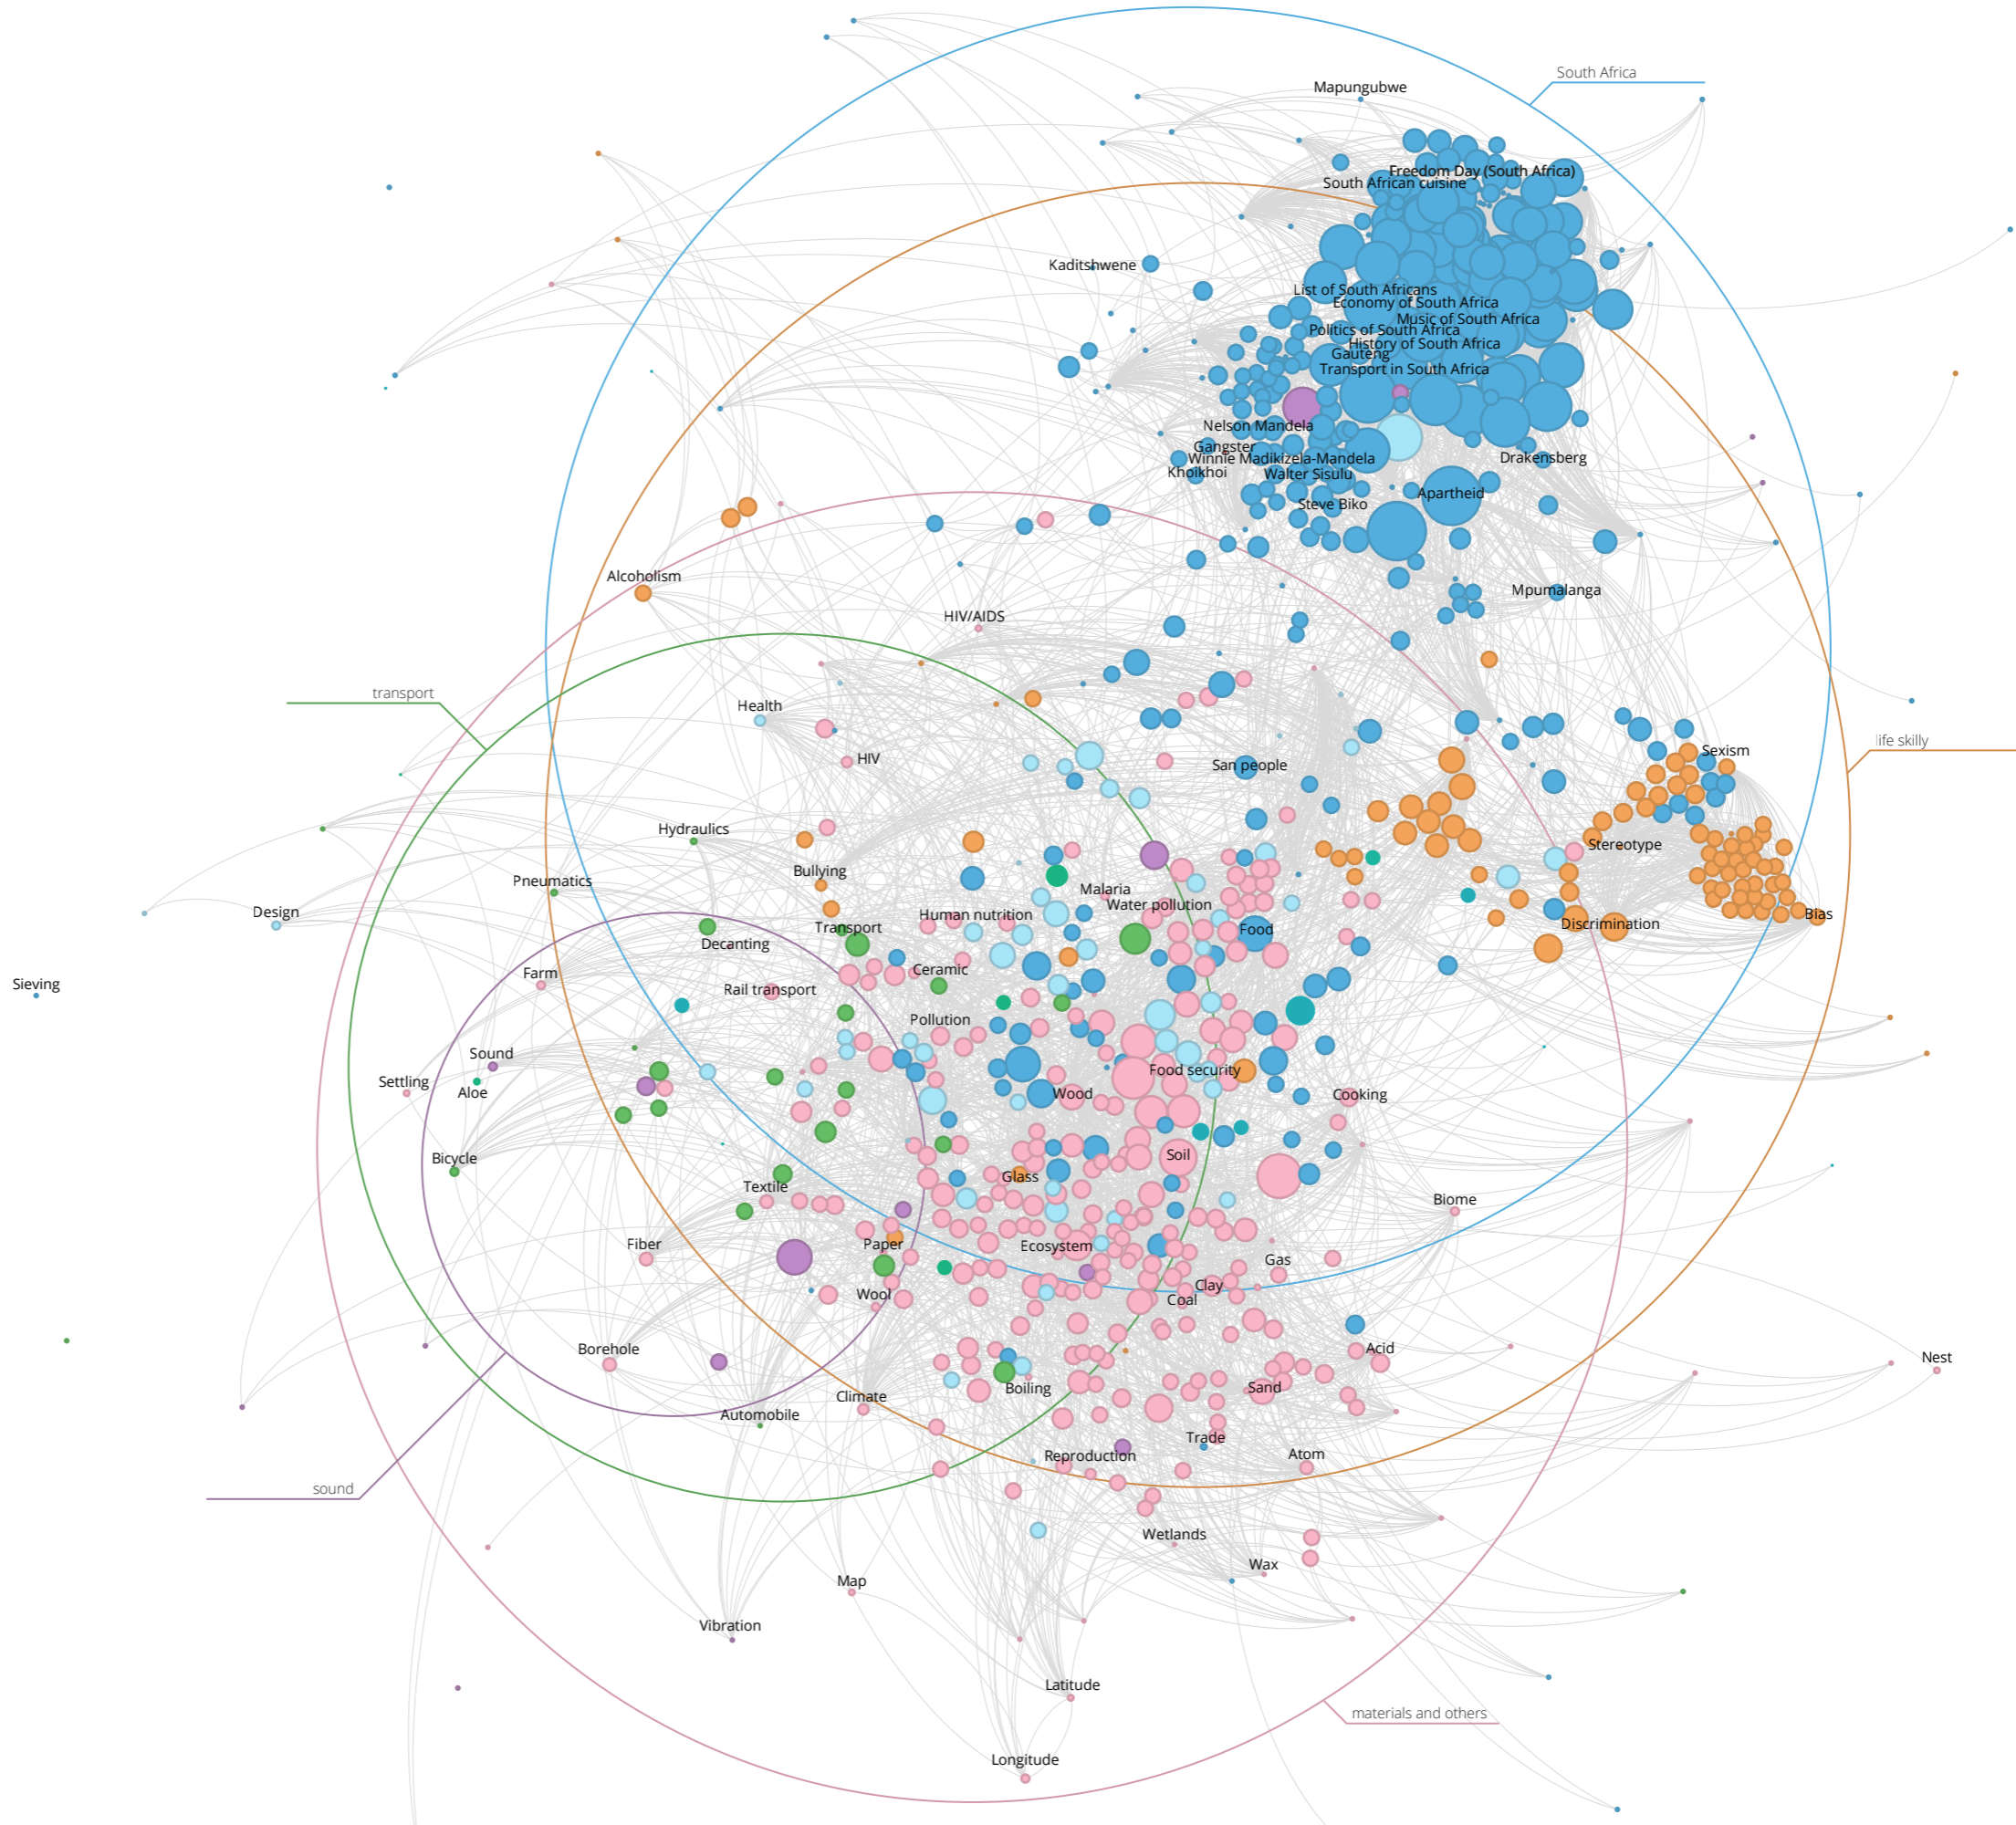 South Africa
Mapungubwe
Freedom Day (South Africa)
South African cuisine
Kaditshwene
List of South Africans
Economy of South Africa
Music of South Africa
Politics of South Africa
History of South Africa
Gauteng
Transport in South Africa
Nelson Mandela
Gangster
Winnie Madikizela-Mandela
Drakensberg
Khoikhoi
Walter Sisulu
Apartheid
Steve Biko
Alcoholism
Mpumalanga
HIV/AIDS
transport
Health
life skilly
Sexism
HIV
San people
Hydraulics
Stereotype
Bullying
Pneumatics
Malaria
Water pollution
Design
Human nutrition
Bias
Transport
Discrimination
Food
Decanting
Farm
Ceramic
Sieving
Rail transport
Pollution
Sound
Food security
Settling
Aloe
Wood
Cooking
Bicycle
Soil
Glass
Textile
Biome
Fiber
Paper
Ecosystem
Gas
Clay
Wool
Coal
Borehole
Acid
Nest
Boiling
Sand
Climate
Automobile
Trade
Reproduction
Atom
sound
Wetlands
Wax
Map
Vibration
Latitude
materials and others
Longitude